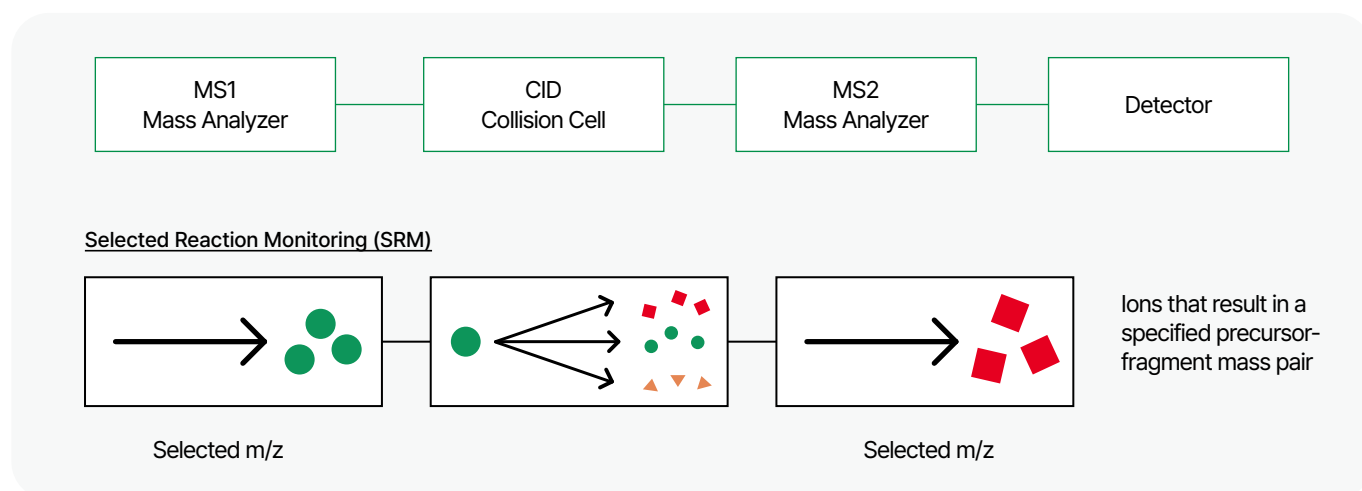 MS1
Mass Analyzer
CID
Collision Cell
MS2
Mass Analyzer
Detector
Selected Reaction Monitoring (SRM)
Ions that result in a
specified precursor-
fragment mass pair
Selected m/z
Selected m/z